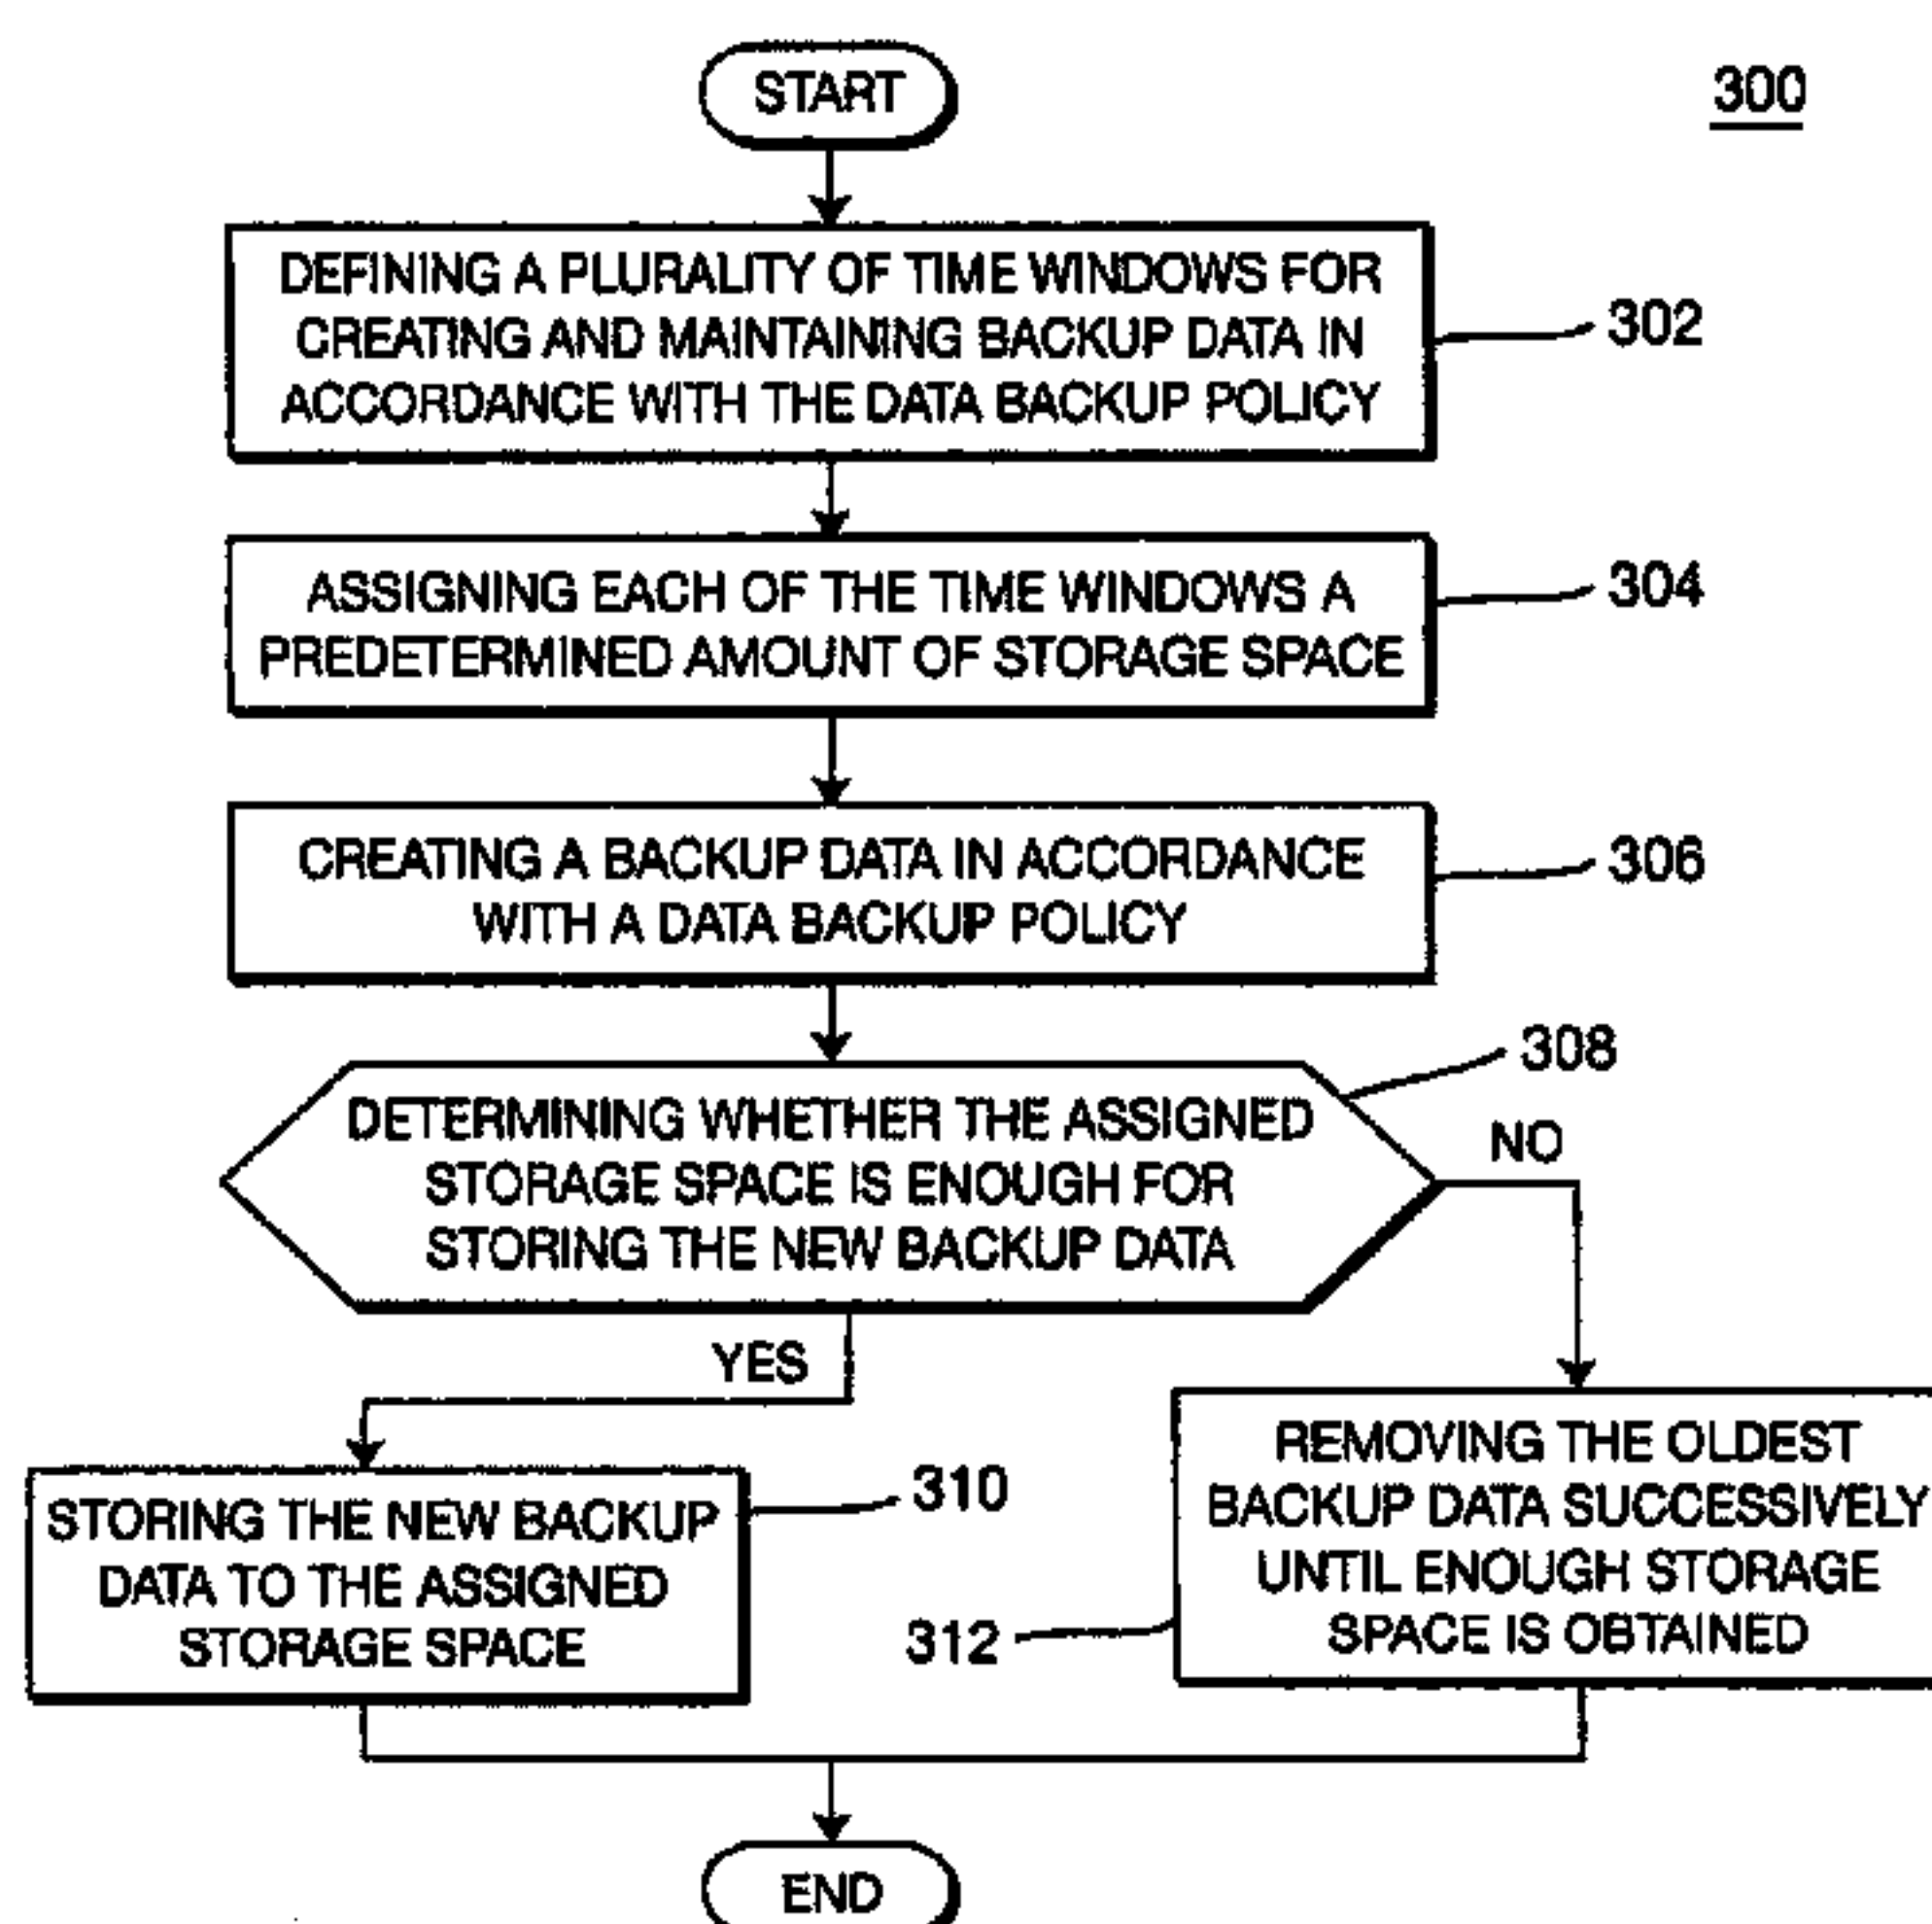 START
300
DEFINING A PLURALITY OF TIME WINDOWS FOR
CREATING AND MAINTAINING BACKUP DATA IN
ACCORDANCE WITH THE DATA BACKUP POLICY
302
ASSIGNING EACH OF THE TIME WINDOWS A
PREDETERMINED AMOUNT OF STORAGE SPACE
304
CREATING A BACKUP DATA IN ACCORDANCE
WITH A DATA BACKUP POLICY
306
308
DETERMINING WHETHER THE ASSIGNED
STORAGE SPACE IS ENOUGH FOR
STORING THE NEW BACKUP DATA
NO
YES
STORING THE NEW BACKUP
DATA TO THE ASSIGNED
STORAGE SPACE
310
REMOVING THE OLDEST
BACKUP DATA SUCCESSIVELY
UNTIL ENOUGH STORAGE
SPACE IS OBTAINED
312
END